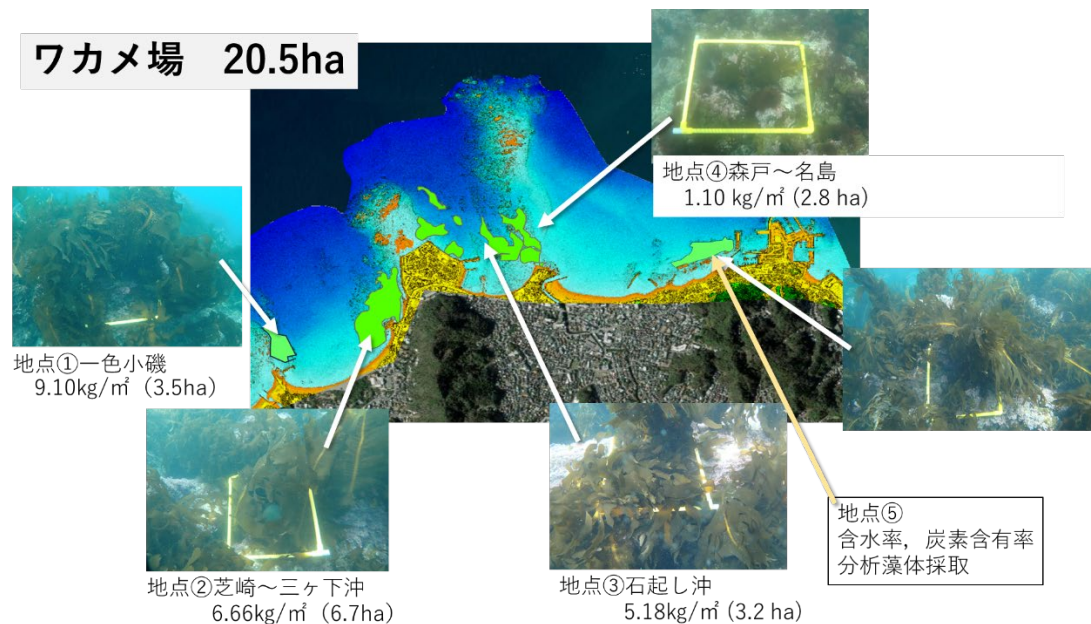 ワカメ場　20.5ha
地点④森戸～名島
1.10 kg/㎡ (2.8 ha)
地点①一色小磯
9.10kg/㎡（3.5ha）
地点②芝崎～三ヶ下沖
6.66kg/㎡（6.7ha）
地点③石起し沖
5.18kg/㎡ (3.2 ha)
地点⑤
含水率，炭素含有率
分析藻体採取